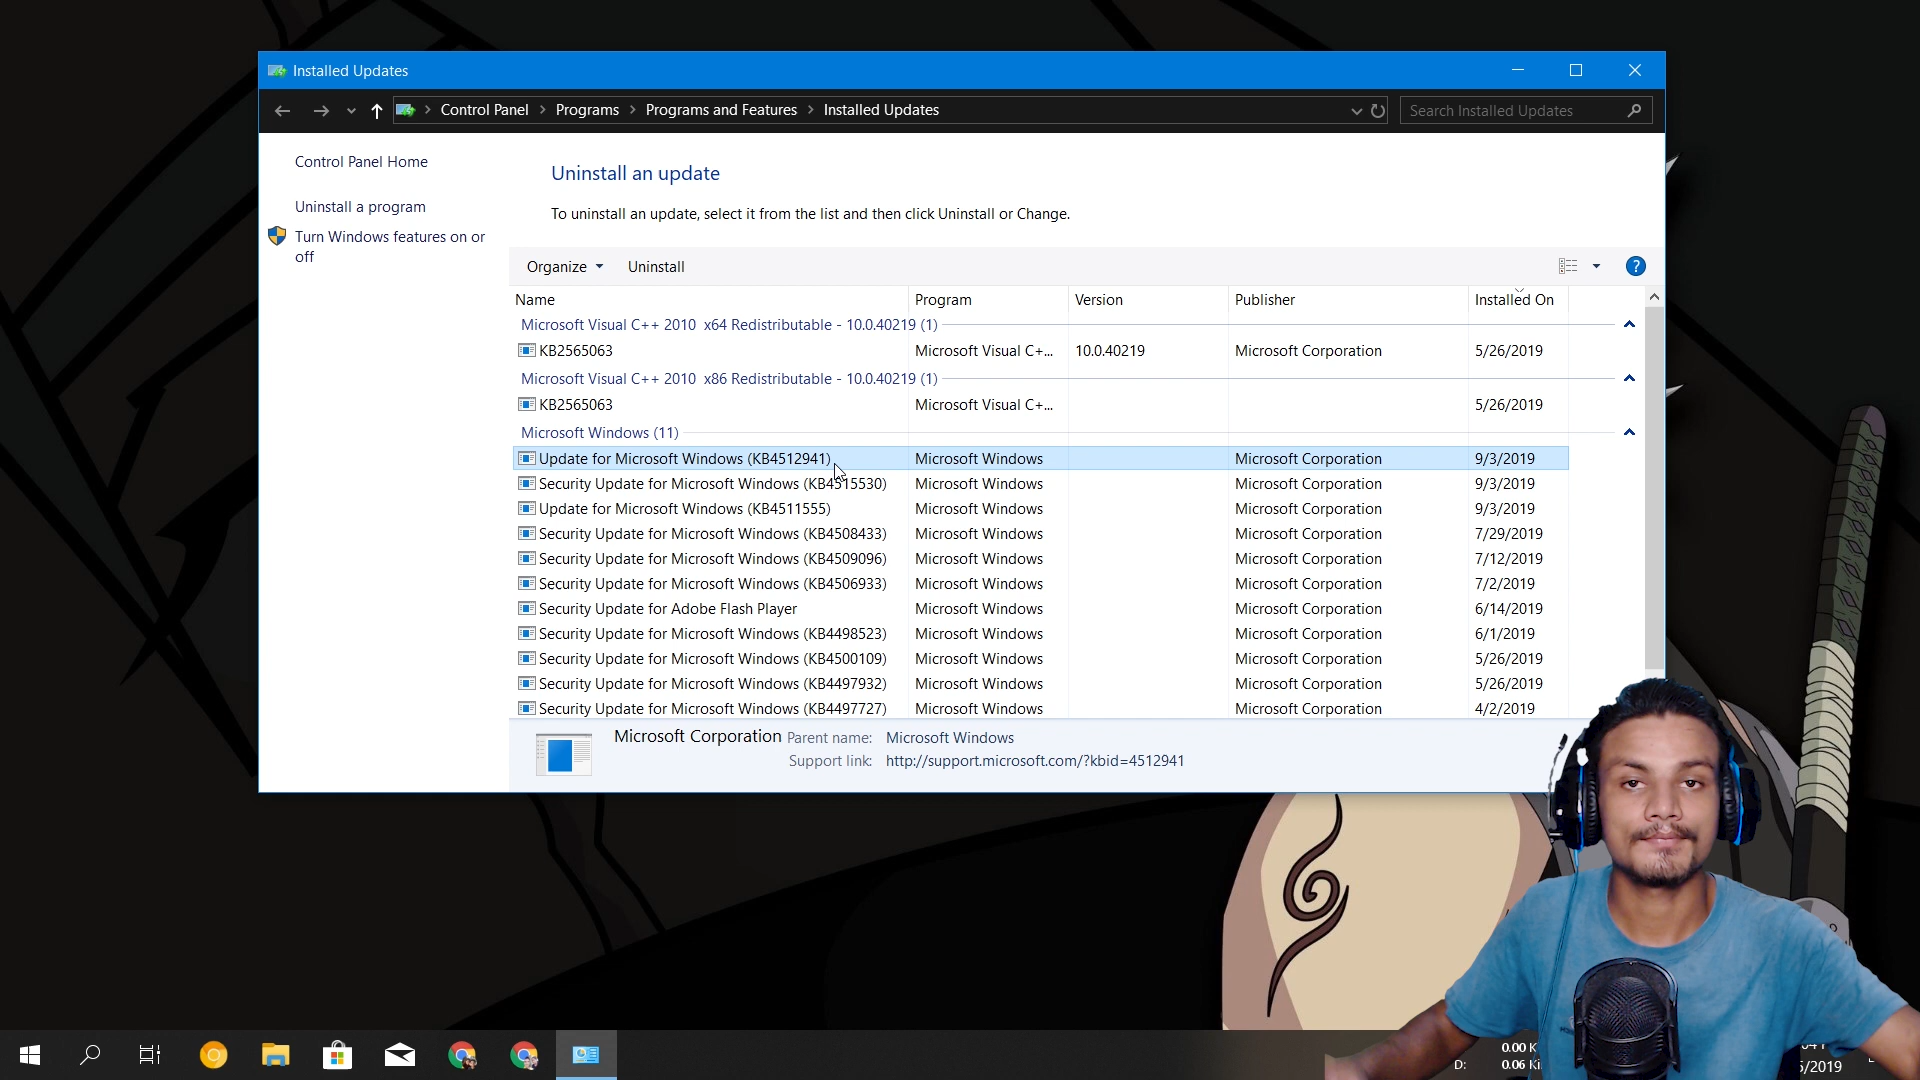 Installed Updates
Control Panel > Programs > Programs and Features > Installed Updates
Search Installed Updates
Control Panel Home
Uninstall a program
Turn Windows features on or
off
Uninstall an update
To uninstall an update, select it from the list and then click Uninstall or Change.
Organize Uninstall ?
Name Program Version Publisher Installed On
Microsoft Visual C++ 2010 x64 Redistributable - 10.0.40219 (1)
KB2565063 Microsoft Visual C+... 10.0.40219 Microsoft Corporation 5/26/2019
Microsoft Visual C++ 2010 x86 Redistributable - 10.0.40219 (1)
KB2565063 Microsoft Visual C+... 5/26/2019
Microsoft Windows (11)
Update for Microsoft Windows (KB4512941) Microsoft Windows Microsoft Corporation 9/3/2019
Security Update for Microsoft Windows (KB4515530) Microsoft Windows Microsoft Corporation 9/3/2019
Update for Microsoft Windows (KB4511555) Microsoft Windows Microsoft Corporation 9/3/2019
Security Update for Microsoft Windows (KB4508433) Microsoft Windows Microsoft Corporation 7/29/2019
Security Update for Microsoft Windows (KB4509096) Microsoft Windows Microsoft Corporation 7/12/2019
Security Update for Microsoft Windows (KB4506933) Microsoft Windows Microsoft Corporation 7/2/2019
Security Update for Adobe Flash Player Microsoft Windows Microsoft Corporation 6/14/2019
Security Update for Microsoft Windows (KB4498523) Microsoft Windows Microsoft Corporation 6/1/2019
Security Update for Microsoft Windows (KB4500109) Microsoft Windows Microsoft Corporation 5/26/2019
Security Update for Microsoft Windows (KB4497932) Microsoft Windows Microsoft Corporation 5/26/2019
Security Update for Microsoft Windows (KB4497727) Microsoft Windows Microsoft Corporation 4/2/2019
Microsoft Corporation Parent name: Microsoft Windows
Support link: http://support.microsoft.com/?kbid=4512941
0.00 K
D: 0.06 Ki
5/2019